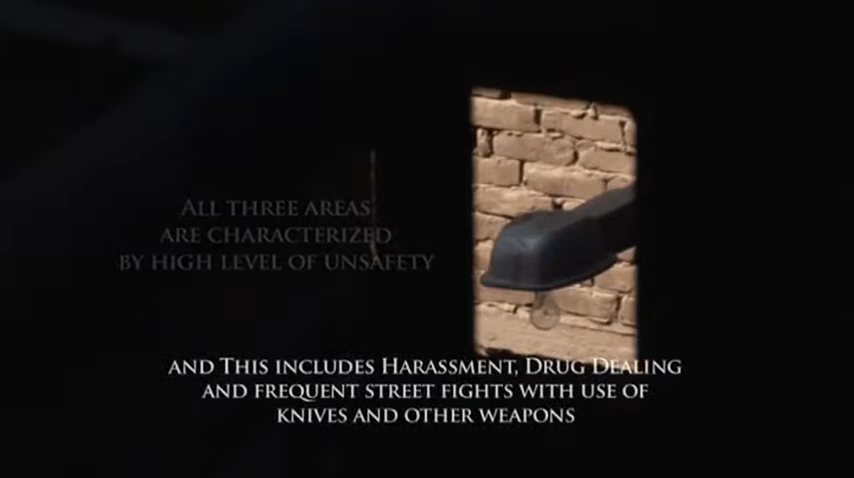 ALL THREE AREAS
ARE CHARACTERIZED
BY HIGH LEVEL OF UNSAFETY
AND THIS INCLUDES HARASSMENT, DRUG DEALING
AND FREQUENT STREET FIGHTS WITH USE OF
KNIVES AND OTHER WEAPONS